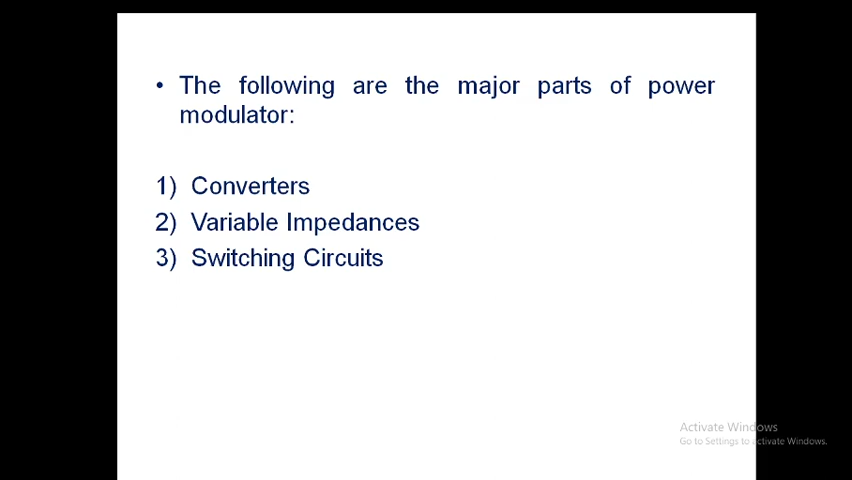 • The following are the major parts of power
modulator:
1) Converters
2) Variable Impedances
3) Switching Circuits
Activate Windows
Go to Settings to activate Windows.